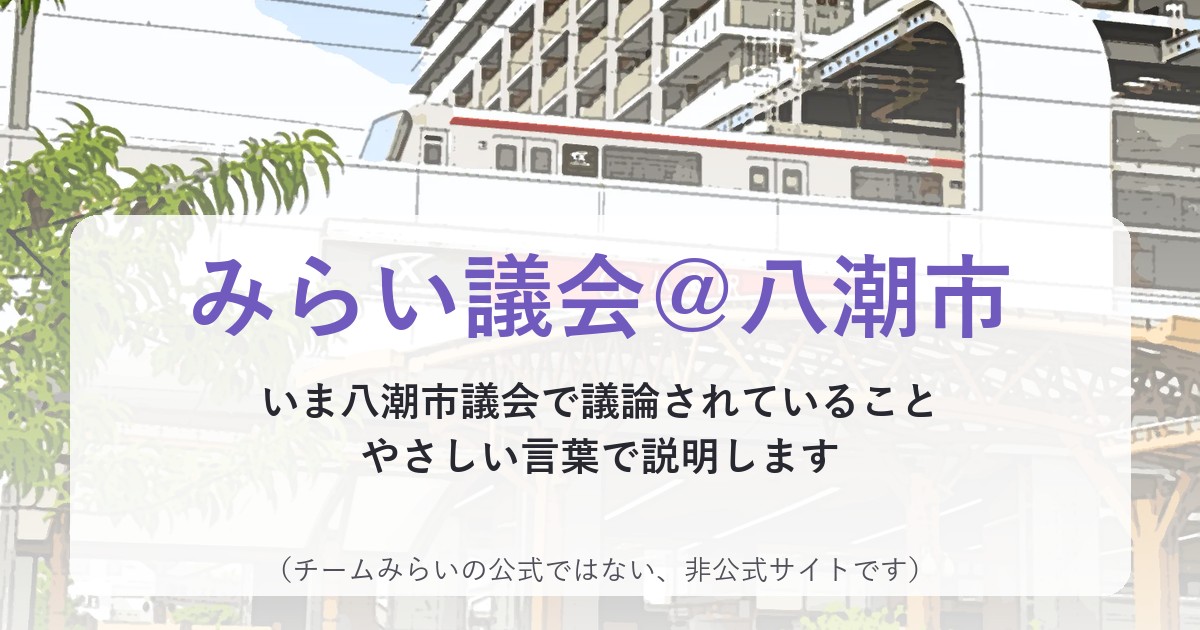 みらい議会@八潮市
いま八潮市議会で議論されていること
やさしい言葉で説明します
（チームみらいの公式ではない、非公式サイトです）